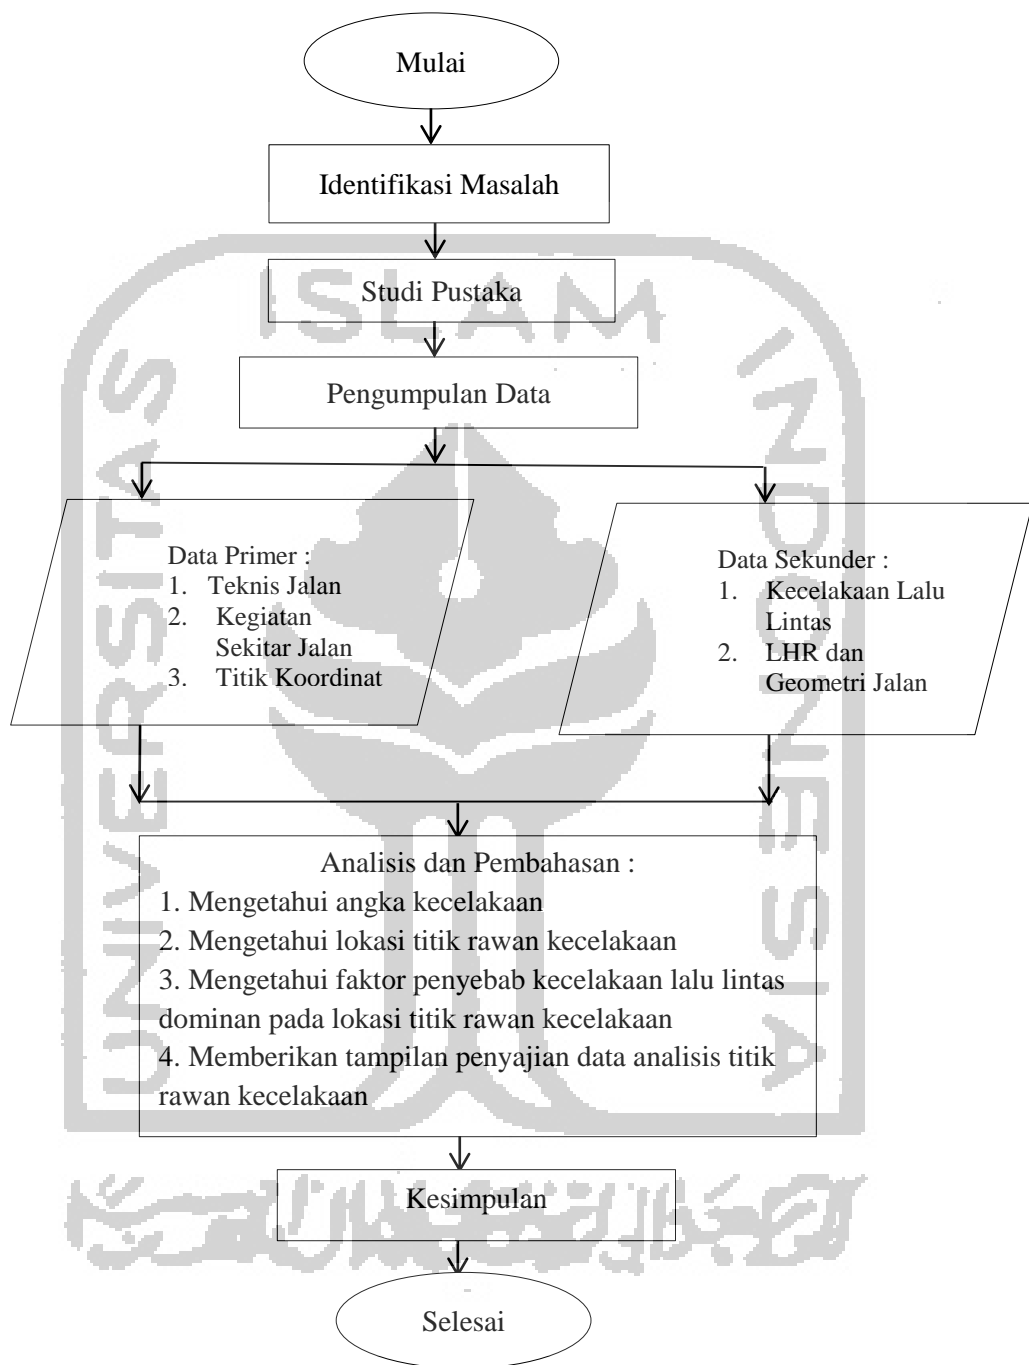 Mulai
Identifikasi Masalah
Studi Pustaka
Pengumpulan Data
Data Primer :
1. Teknis Jalan
2. Kegiatan
Sekitar Jalan
3. Titik Koordinat
Data Sekunder :
1. Kecelakaan Lalu
Lintas
2. LHR dan
Geometri Jalan
Analisis dan Pembahasan :
1. Mengetahui angka kecelakaan
2. Mengetahui lokasi titik rawan kecelakaan
3. Mengetahui faktor penyebab kecelakaan lalu lintas
dominan pada lokasi titik rawan kecelakaan
4. Memberikan tampilan penyajian data analisis titik
rawan kecelakaan
Kesimpulan
Selesai
UNIVERSITAS
ISLAM
INDONESIA